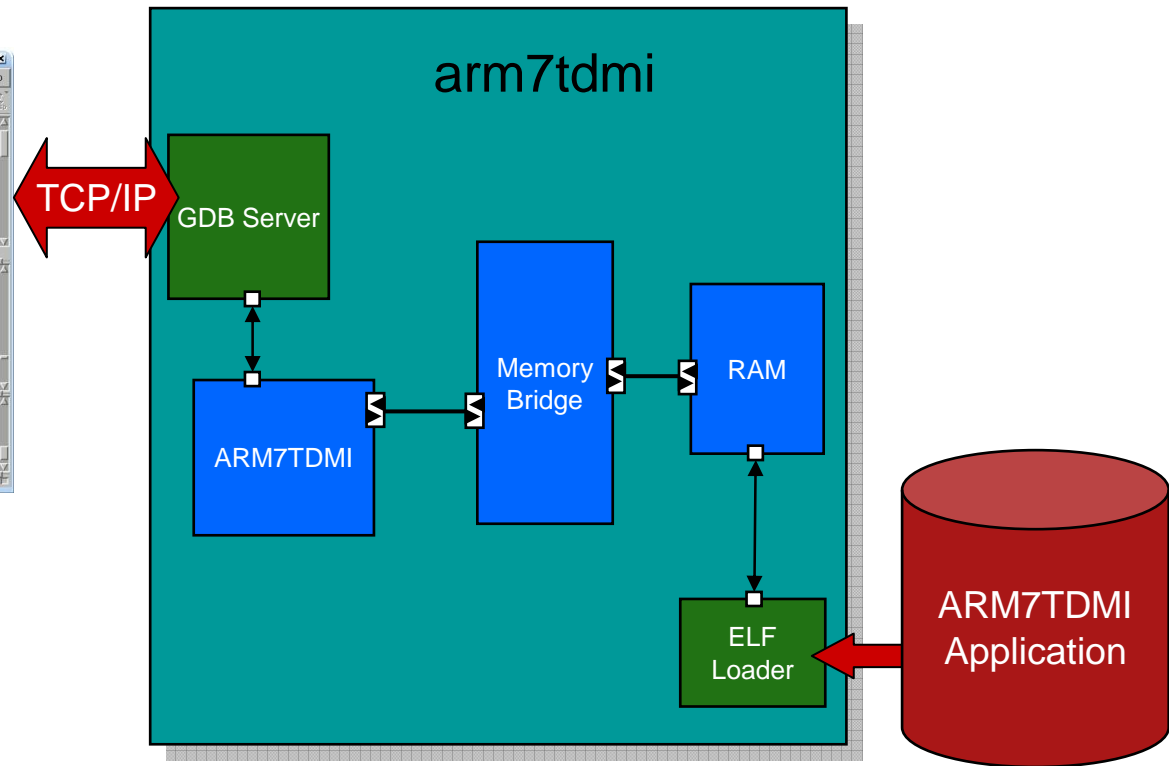 arm7tdmi
TCP/IP
GDB Server
Memory
Bridge
RAM
ARM7TDMI
ELF
Loader
ARM7TDMI
Application